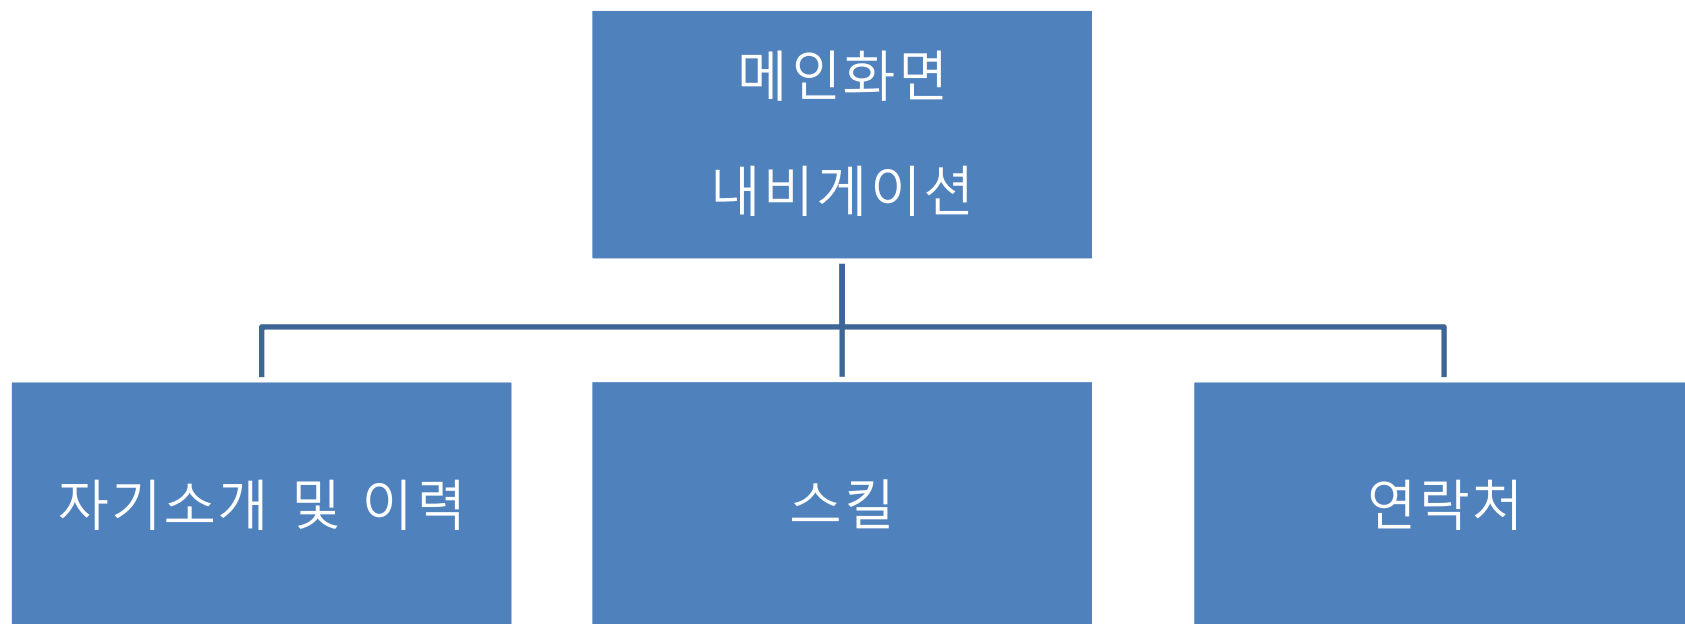 메인화면
내비게이션
자기소개 및 이력
스킬
연락처